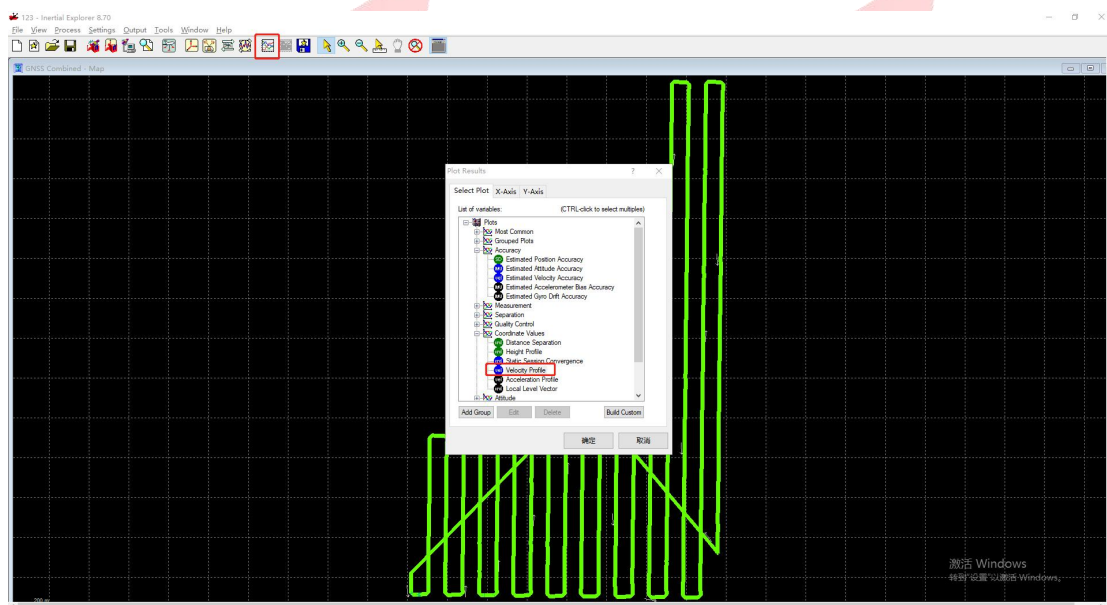 123 - Inertial Explorer 8.70
File View Process Settings Output Tools Window Help
GNSS Combined - Map
Plot Results
Select Plot X-Axis Y-Axis
List of variables: (CTRL-click to select multiples)
Plots
Most Common
Grouped Plots
Accuracy
Estimated Position Accuracy
Estimated Attitude Accuracy
Estimated Velocity Accuracy
Estimated Accelerometer Bias Accuracy
Estimated Gyro Drift Accuracy
Measurement
Separation
Quality Control
Coordinate Values
Distance Separation
Height Profile
Static Session Convergence
Velocity Profile
Acceleration Profile
Local Level Vector
Attitude
Add Group Edit Delete Build Custom
确定 取消
激活 Windows
转到"设置"以激活 Windows。
200 m